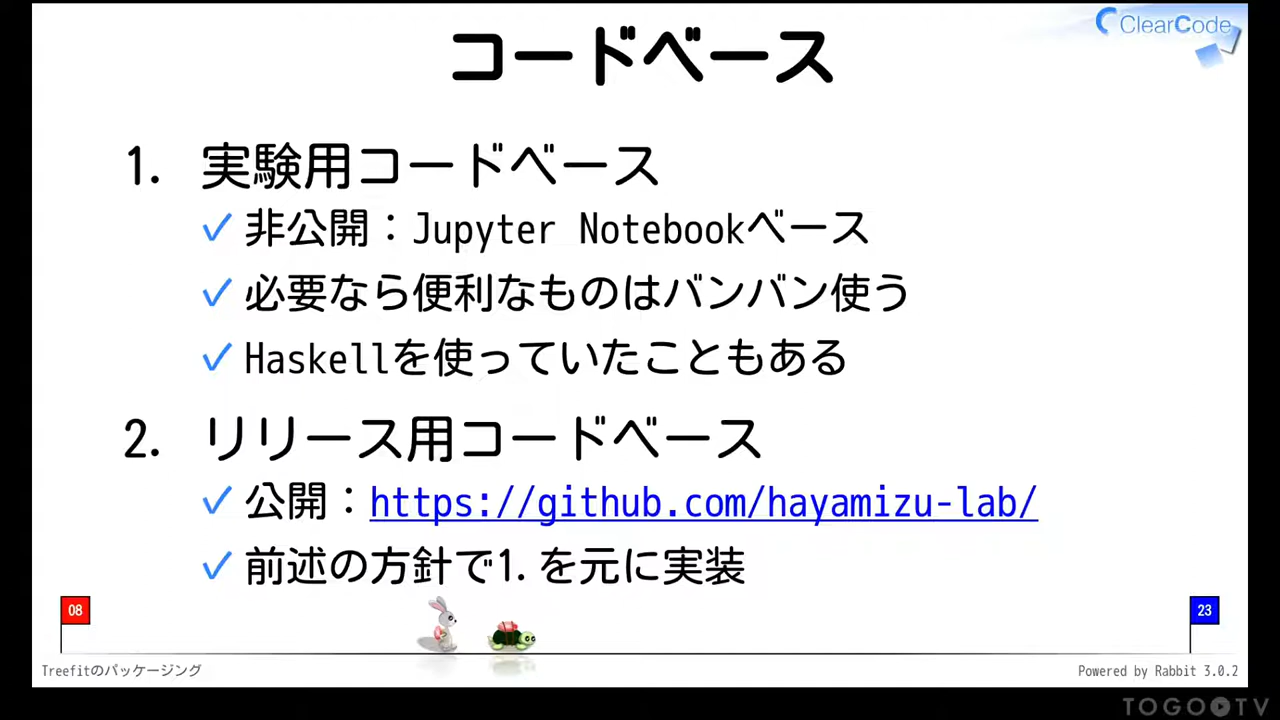 ClearCode
コードベース
1. 実験用コードベース
✓ 非公開：Jupyter Notebookベース
✓ 必要なら便利なものはバンバン使う
✓ Haskellを使っていたこともある
2. リリース用コードベース
✓ 公開：https://github.com/hayamizu-lab/
✓ 前述の方針で1.を元に実装
08
23
Treefitのパッケージング
Powered by Rabbit 3.0.2
TOGOTV